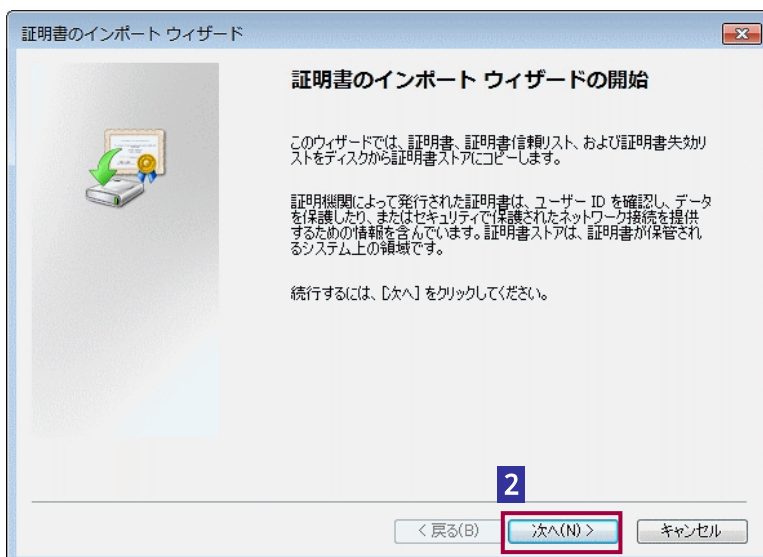 証明書のインポート ウィザード
証明書のインポート ウィザードの開始
このウィザードでは、証明書、証明書信頼リスト、および証明書失効リ
ストをディスクから証明書ストアにコピーします。
証明機関によって発行された証明書は、ユーザー ID を確認し、データ
を保護したり、またはセキュリティで保護されたネットワーク接続を提供
するための情報を含んでいます。証明書ストアは、証明書が保管され
るシステム上の領域です。
続行するには、[次へ] をクリックしてください。
2
< 戻る(B)
次へ(N) >
キャンセル